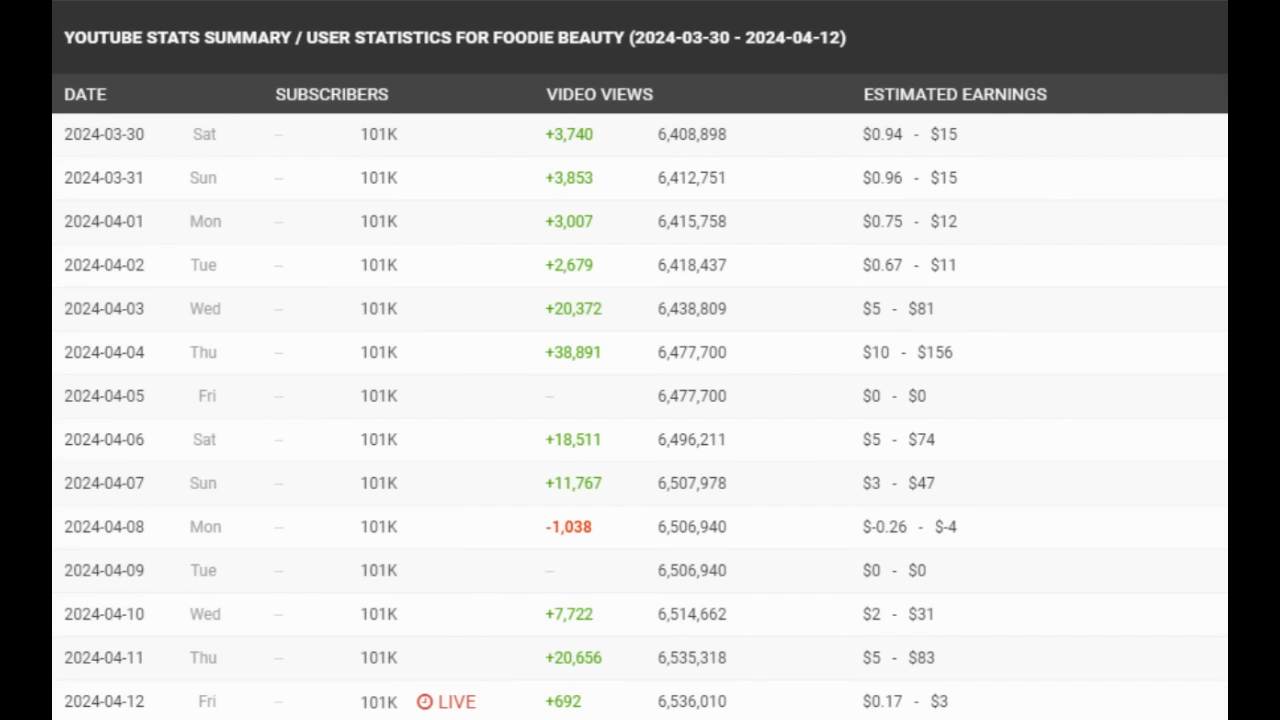 YOUTUBE STATS SUMMARY / USER STATISTICS FOR FOODIE BEAUTY (2024-03-30 - 2024-04-12)
DATE SUBSCRIBERS VIDEO VIEWS ESTIMATED EARNINGS
2024-03-30 Sat – 101K +3,740 6,408,898 $0.94 - $15
2024-03-31 Sun – 101K +3,853 6,412,751 $0.96 - $15
2024-04-01 Mon – 101K +3,007 6,415,758 $0.75 - $12
2024-04-02 Tue – 101K +2,679 6,418,437 $0.67 - $11
2024-04-03 Wed – 101K +20,372 6,438,809 $5 - $81
2024-04-04 Thu – 101K +38,891 6,477,700 $10 - $156
2024-04-05 Fri – 101K – 6,477,700 $0 - $0
2024-04-06 Sat – 101K +18,511 6,496,211 $5 - $74
2024-04-07 Sun – 101K +11,767 6,507,978 $3 - $47
2024-04-08 Mon – 101K -1,038 6,506,940 $-0.26 - $-4
2024-04-09 Tue – 101K – 6,506,940 $0 - $0
2024-04-10 Wed – 101K +7,722 6,514,662 $2 - $31
2024-04-11 Thu – 101K +20,656 6,535,318 $5 - $83
2024-04-12 Fri – 101K LIVE +692 6,536,010 $0.17 - $3